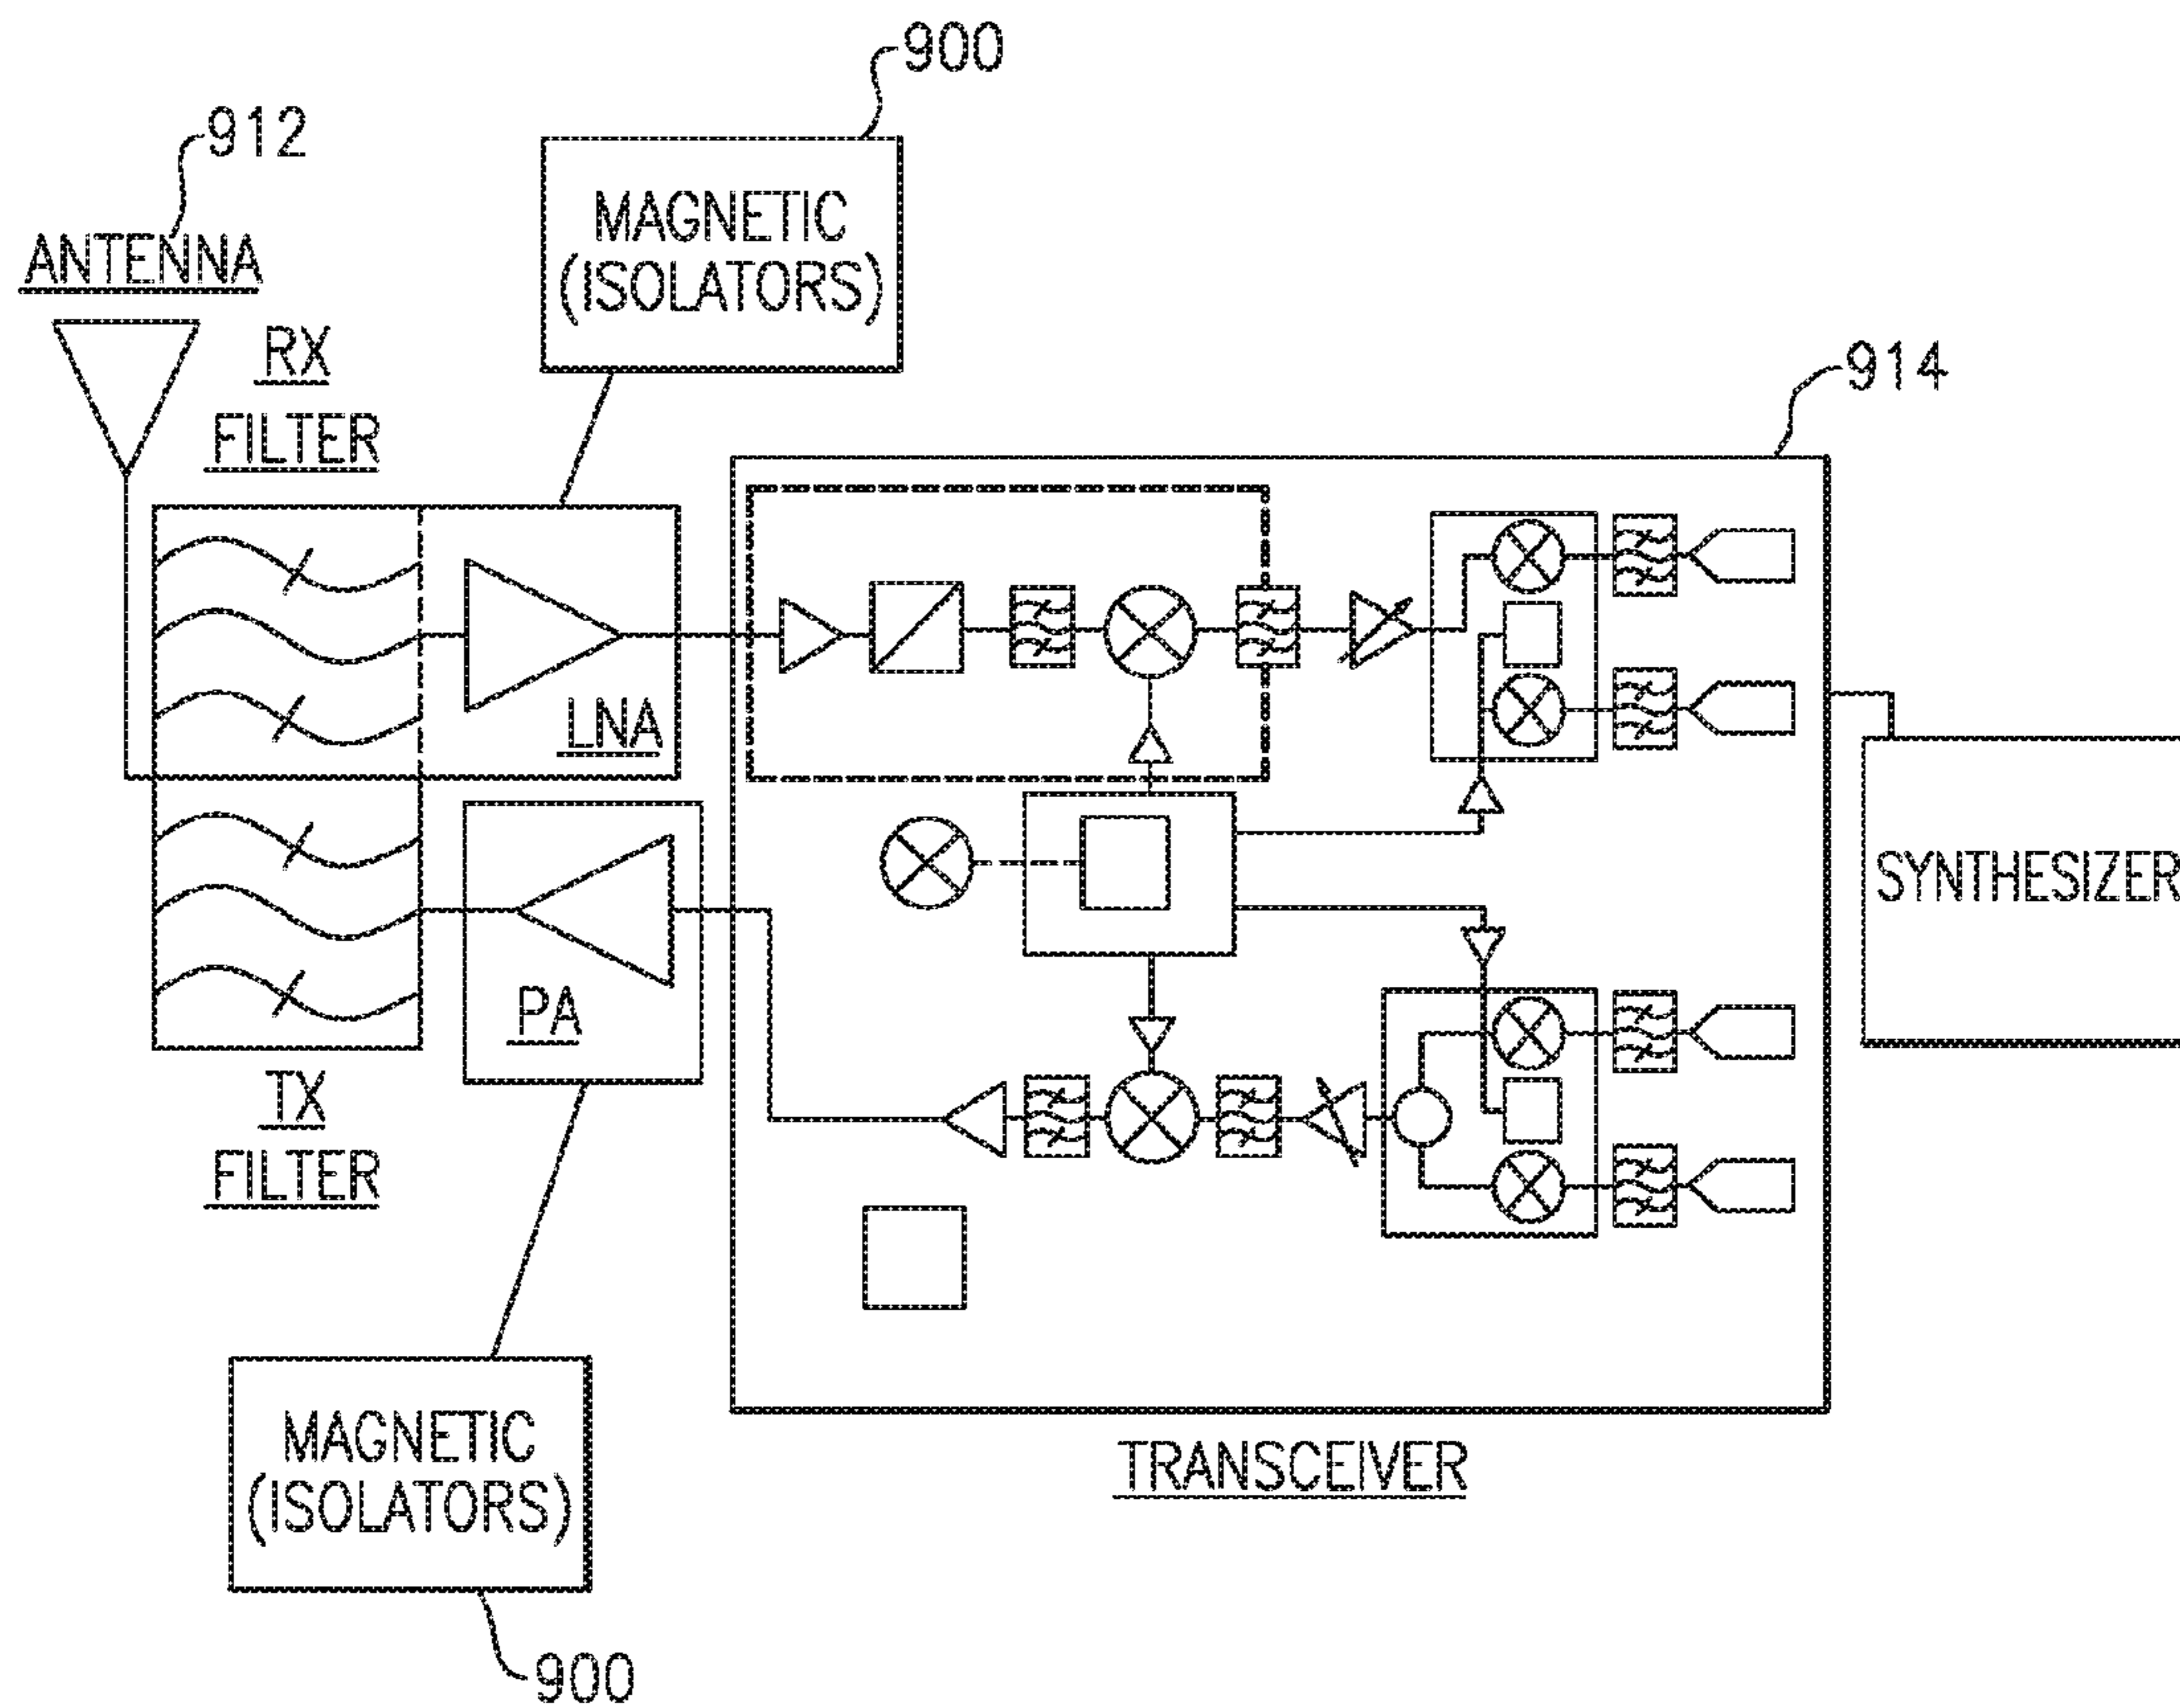 900
912
MAGNETIC
(ISOLATORS)
ANTENNA
RX
FILTER
914
LNA
SYNTHESIZER
PA
TX
FILTER
MAGNETIC
(ISOLATORS)
TRANSCEIVER
900